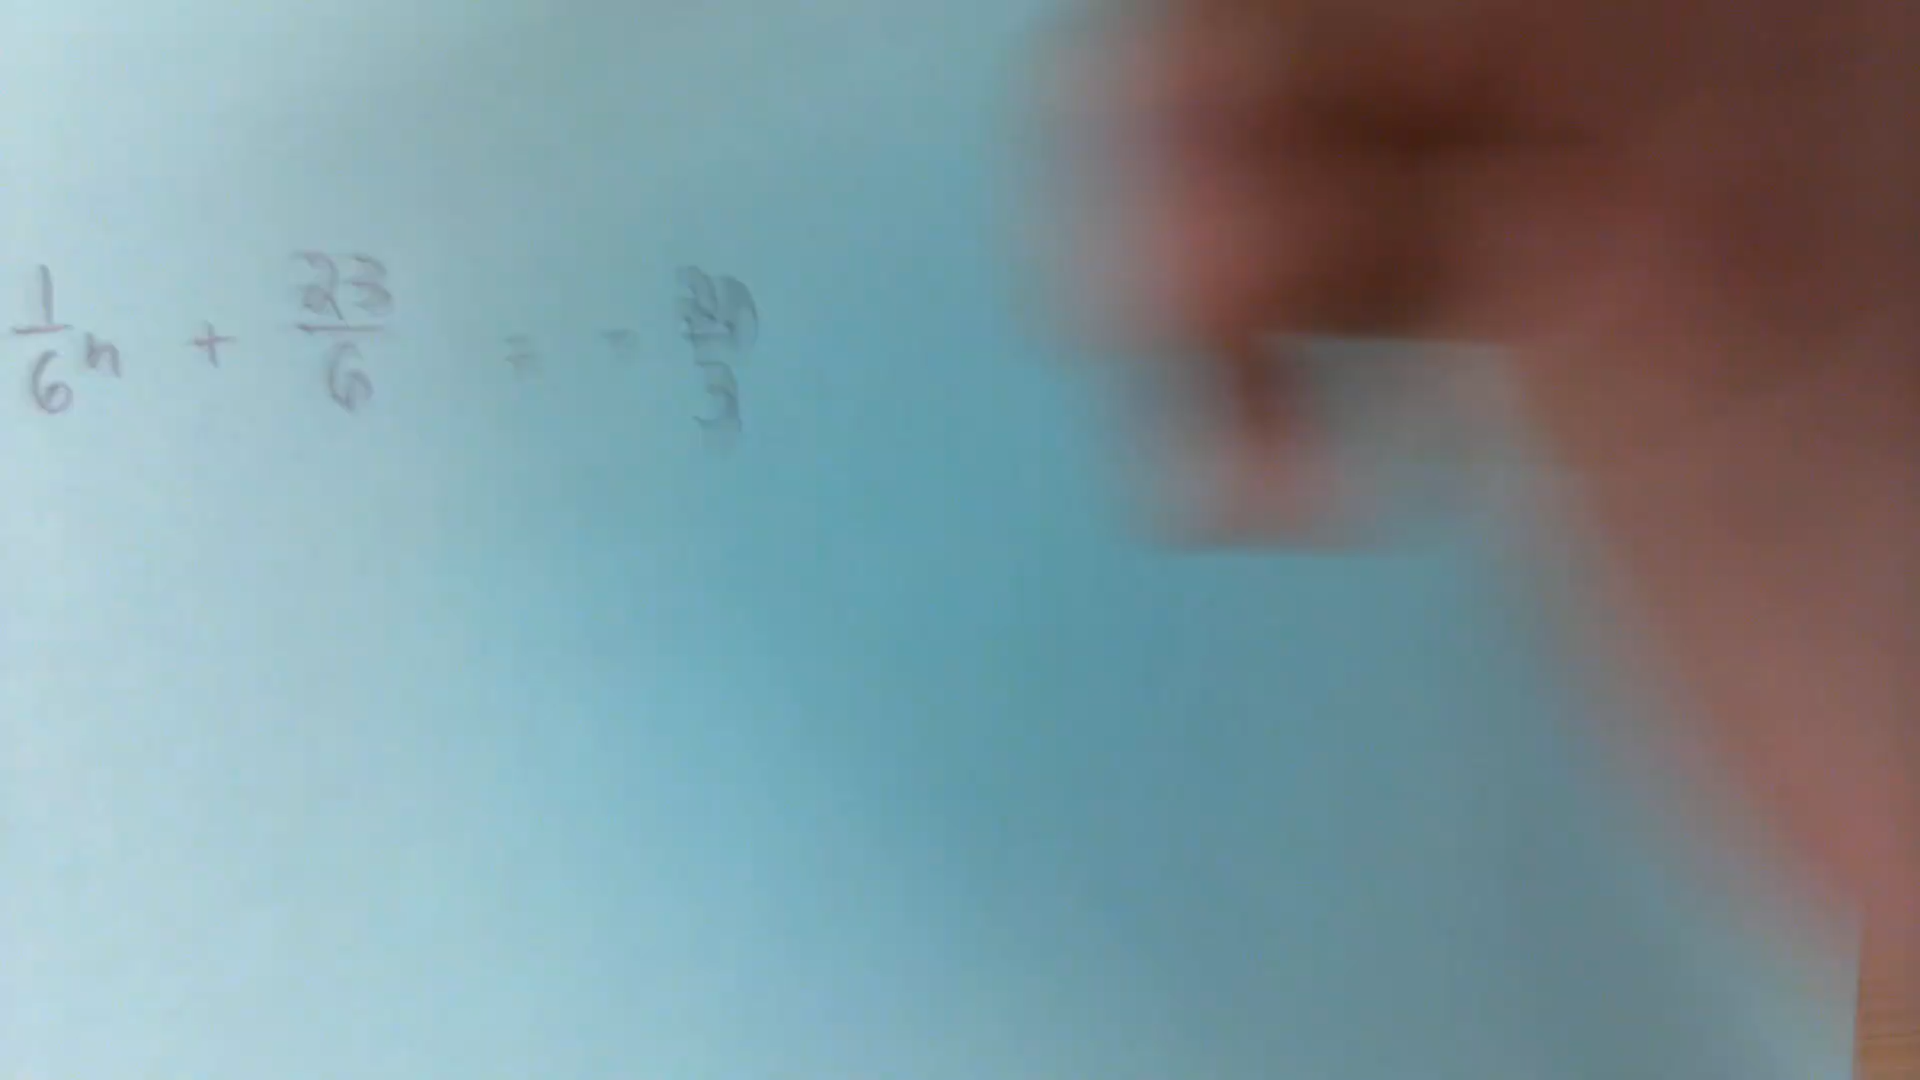 1/6 n + 23/6 = -